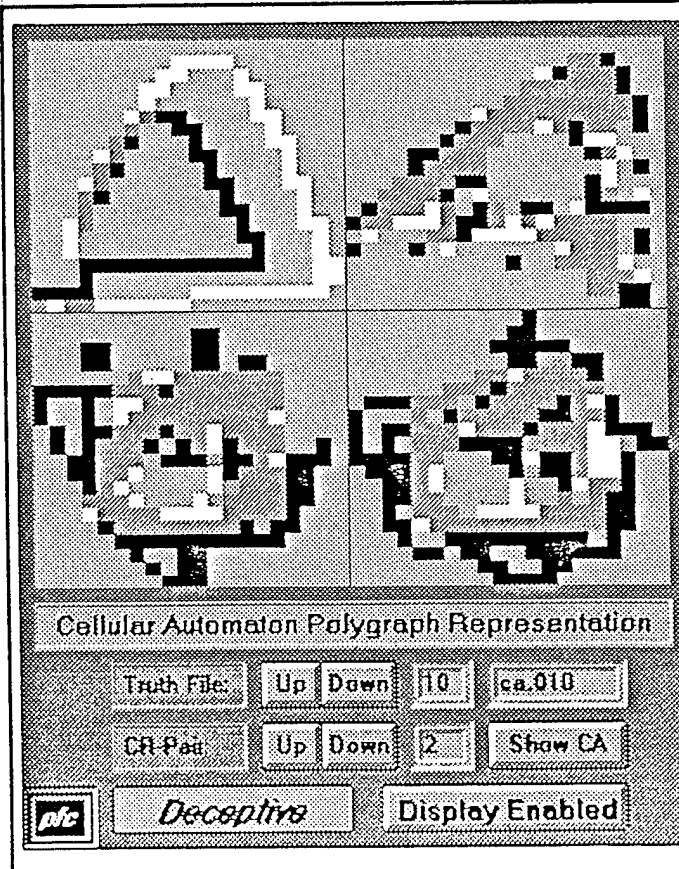 Cellular Automaton Polygraph Representation
Truth File: Up Down 10 ca.010
CA Pair: Up Down 2 Show CA
pfc Deceptive Display Enabled